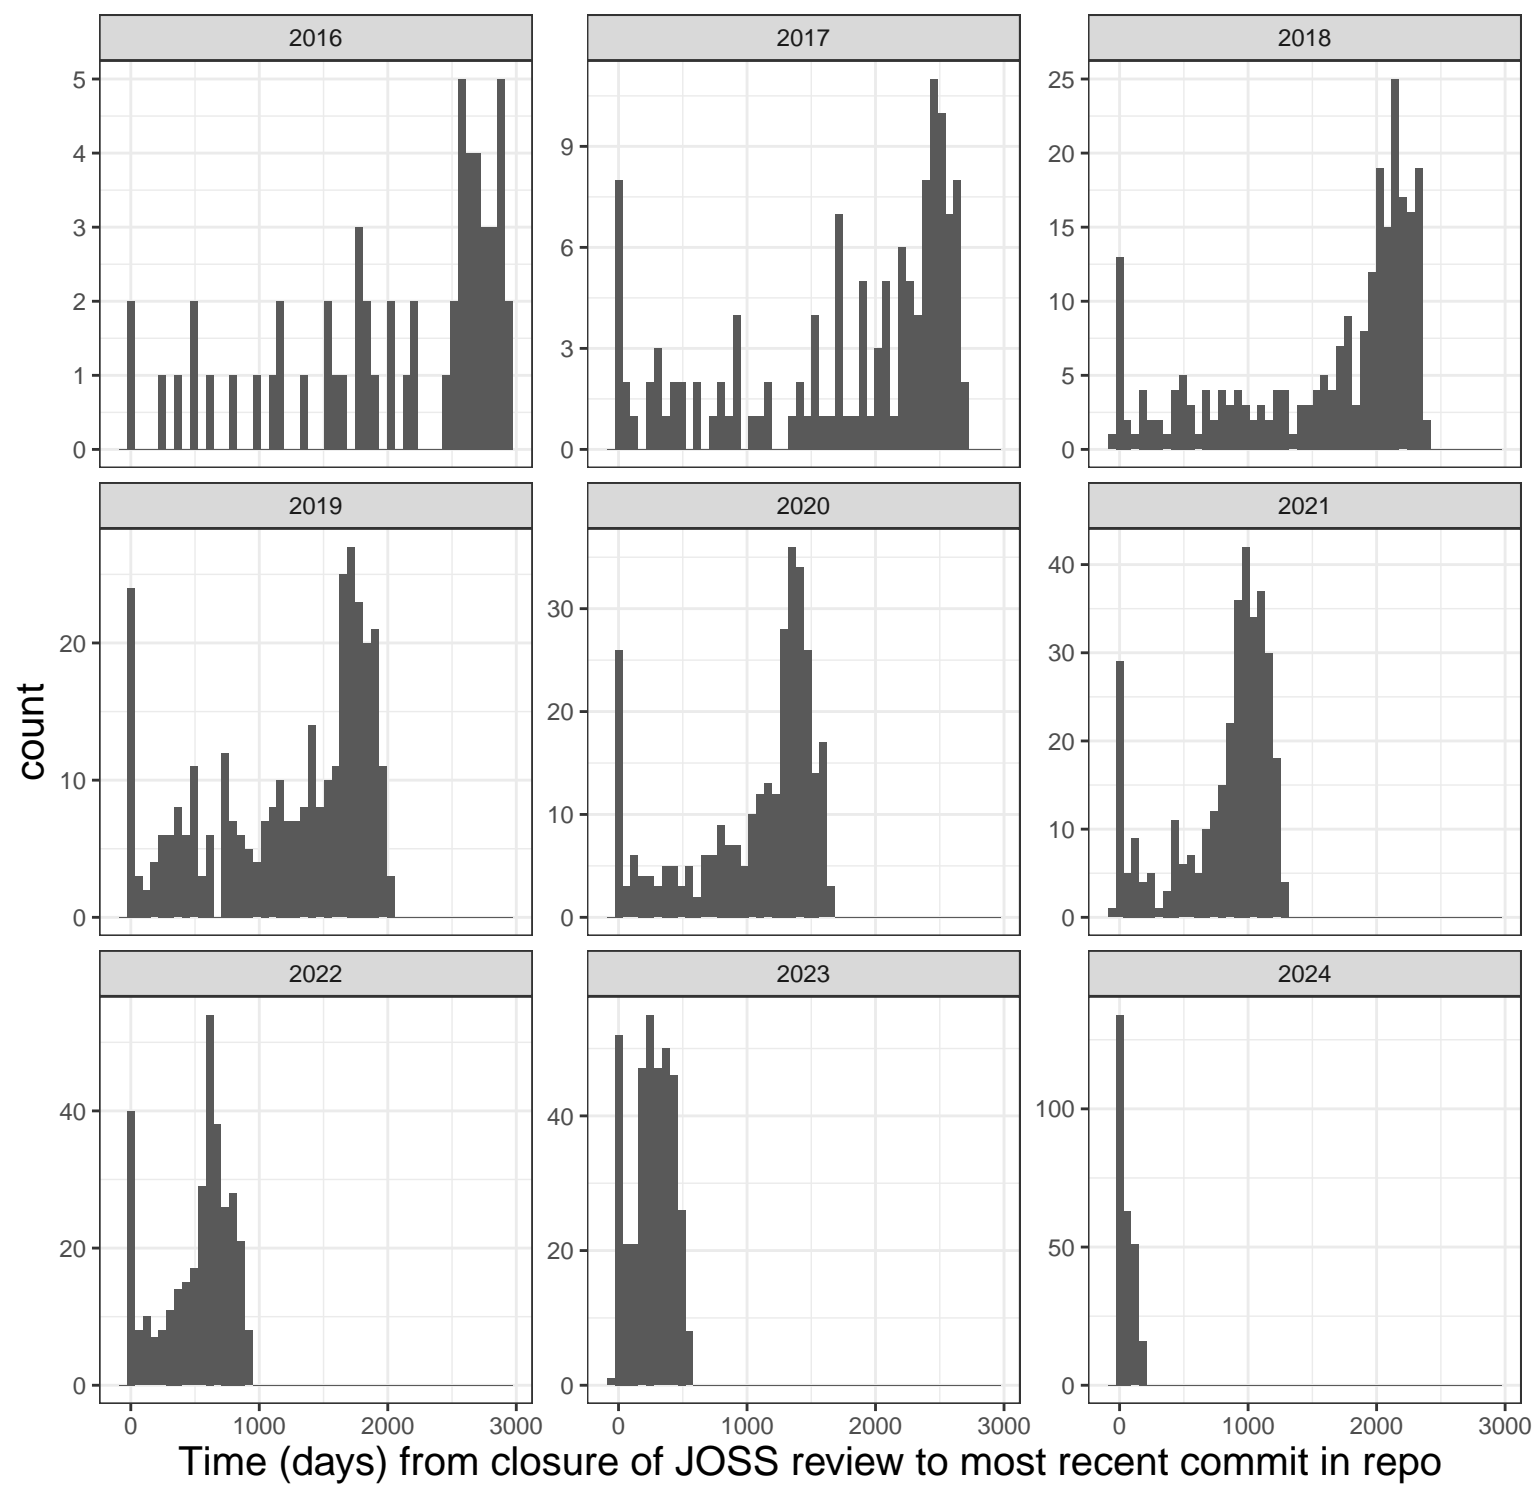 2016 2017 2018
5 4 3 2 1 0
9 6 3 0
25 20 15 10 5 0
2019 2020 2021
20 10 0
30 20 10 0
40 30 20 10 0
count
2022 2023 2024
40 20 0
40 20 0
100 50 0
0 1000 2000 3000 0 1000 2000 3000 0 1000 2000 3000
Time (days) from closure of JOSS review to most recent commit in repo